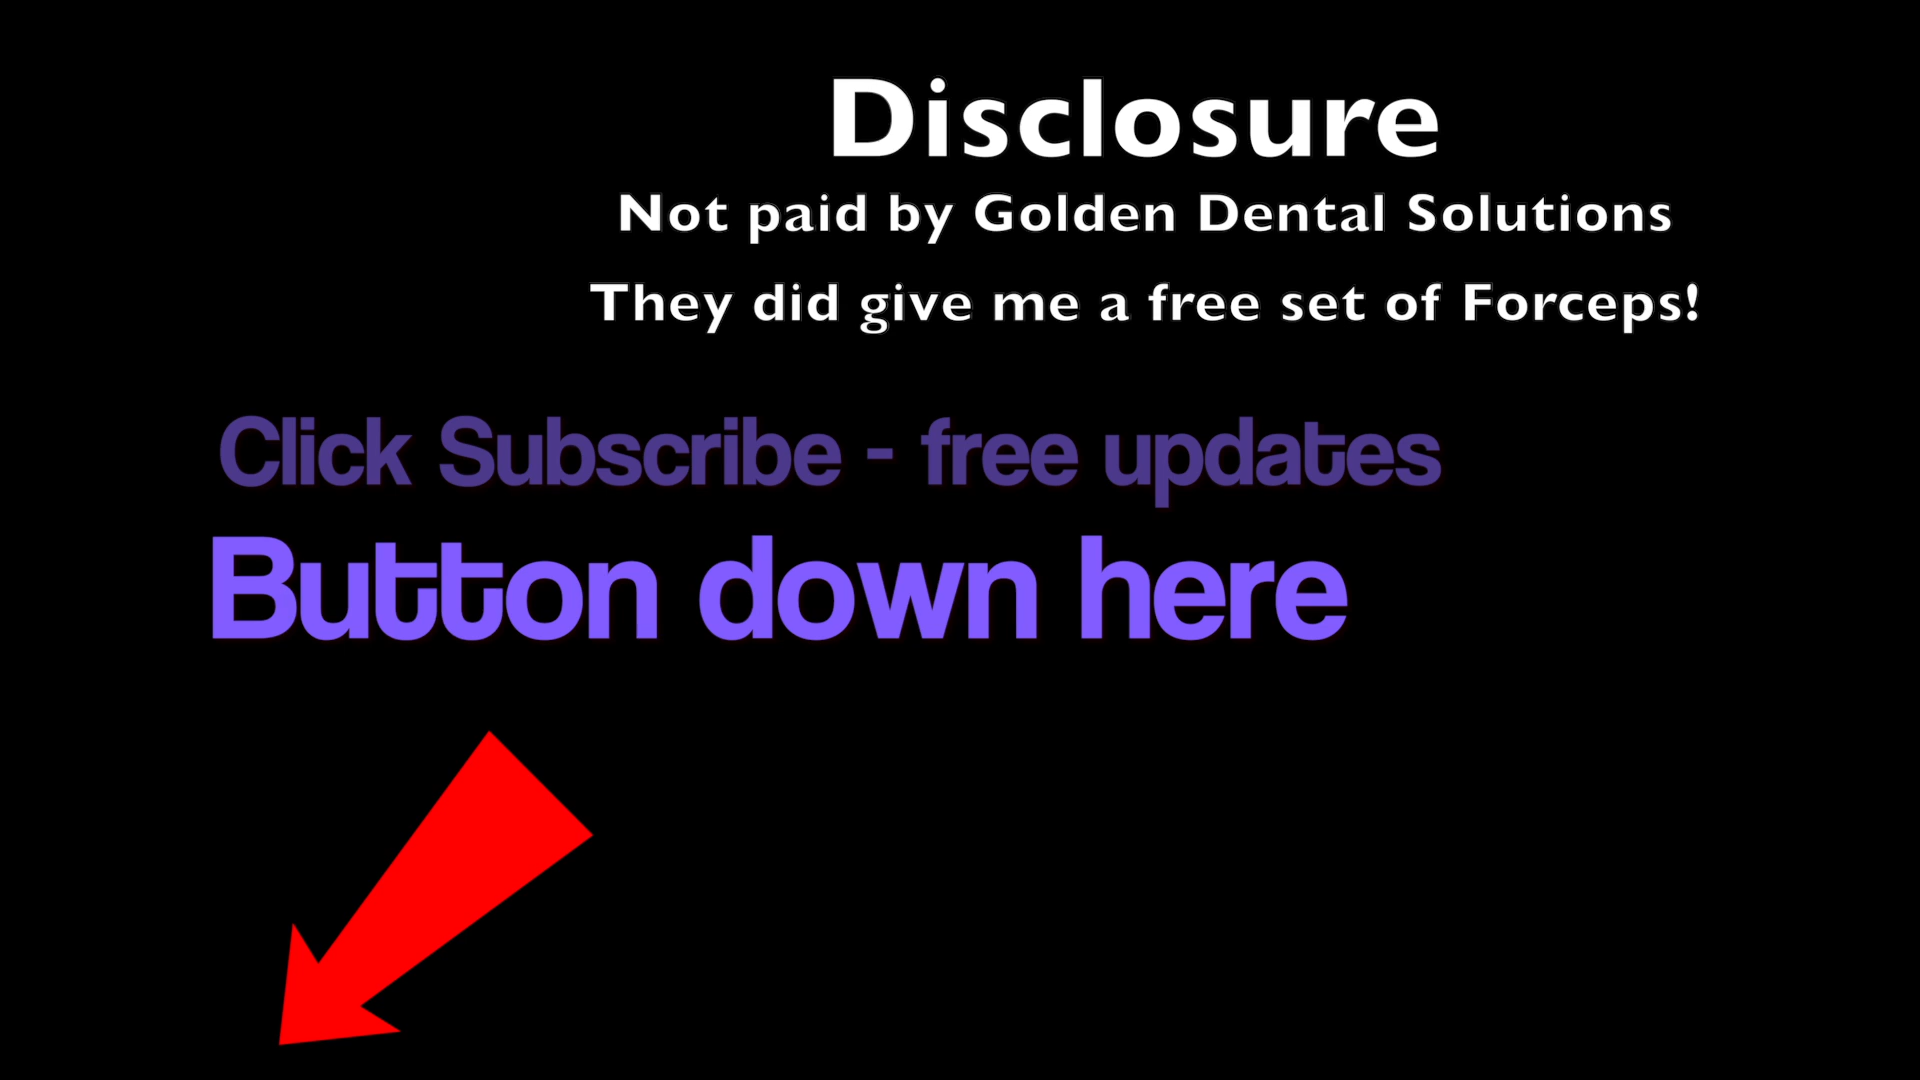 Disclosure
Not paid by Golden Dental Solutions
They did give me a free set of Forceps!
Click Subscribe - free updates
Button down here